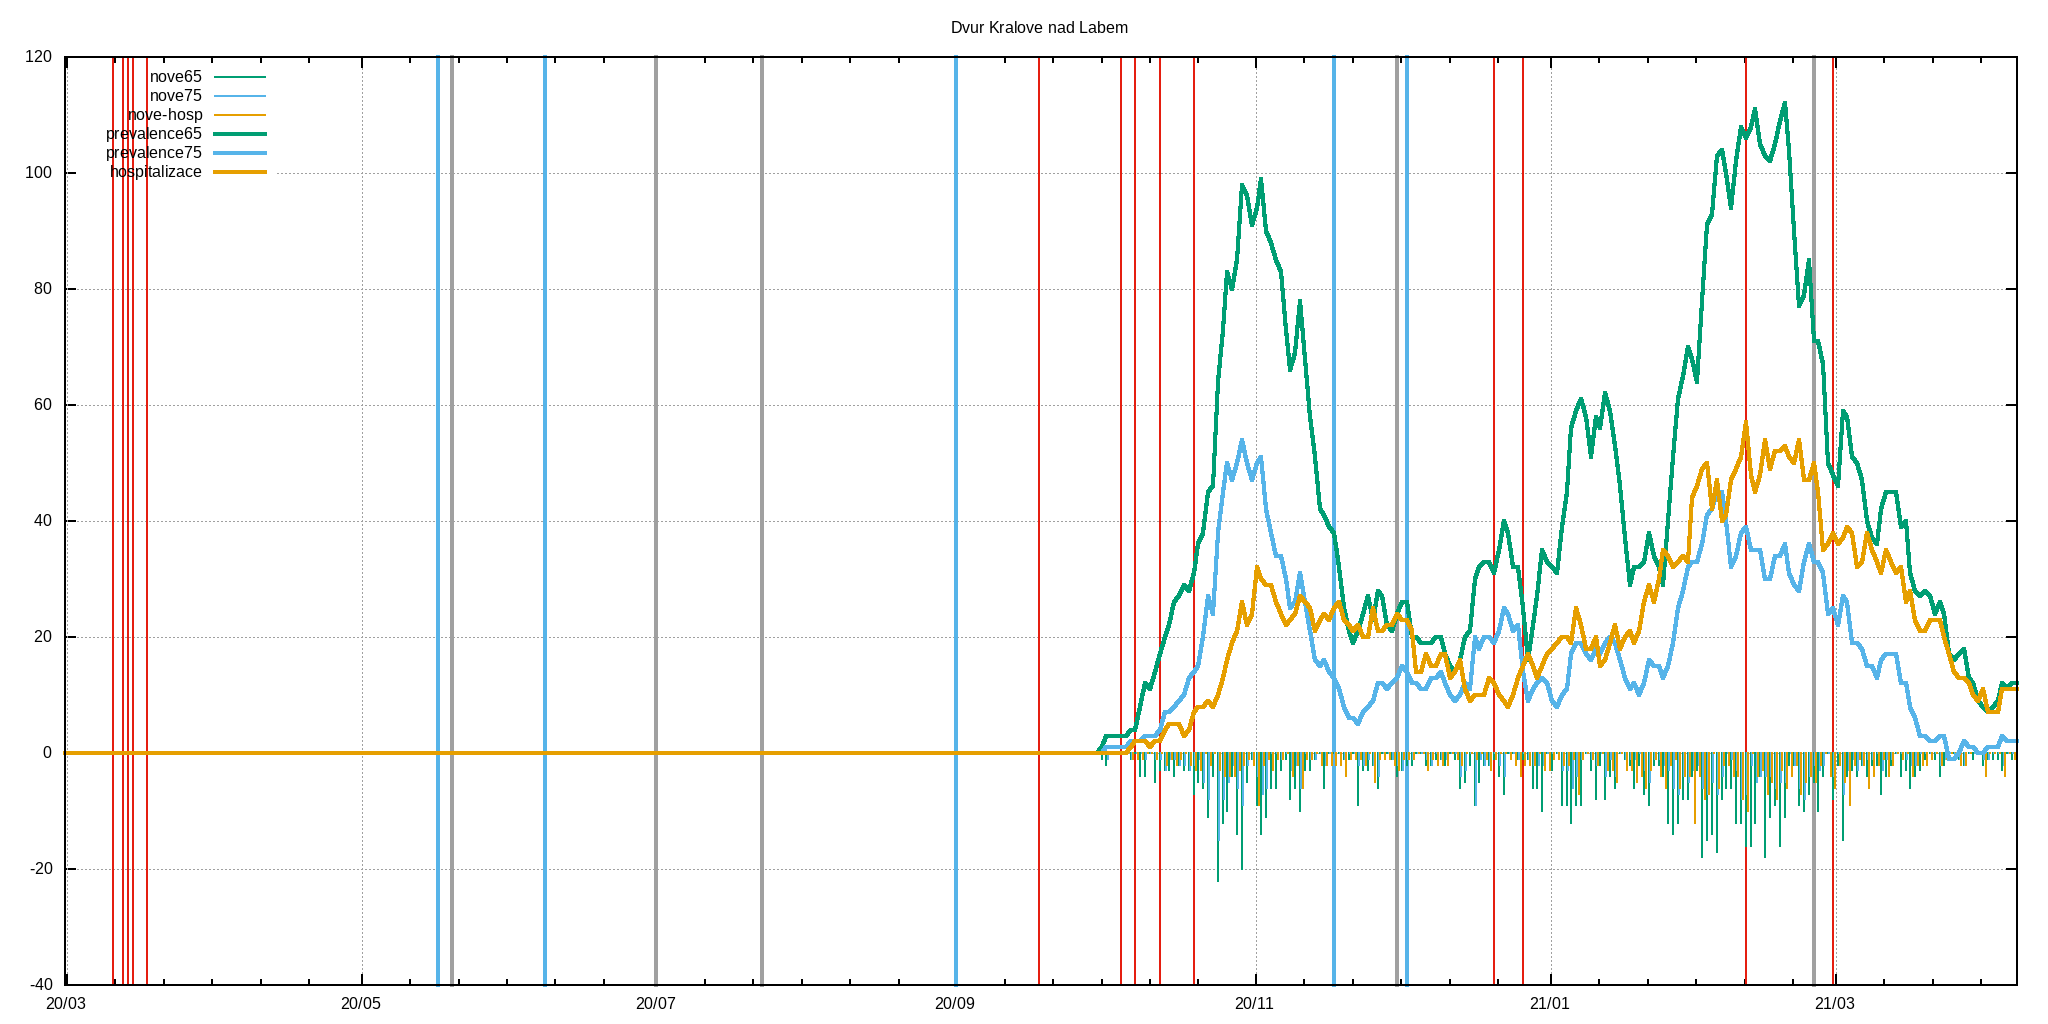 Dvur Kralove nad Labem
120
100
80
60
40
20
0
-20
-40
nove65
nove75
nove-hosp
prevalence65
prevalence75
hospitalizace
20/03 20/05 20/07 20/09 20/11 21/01 21/03